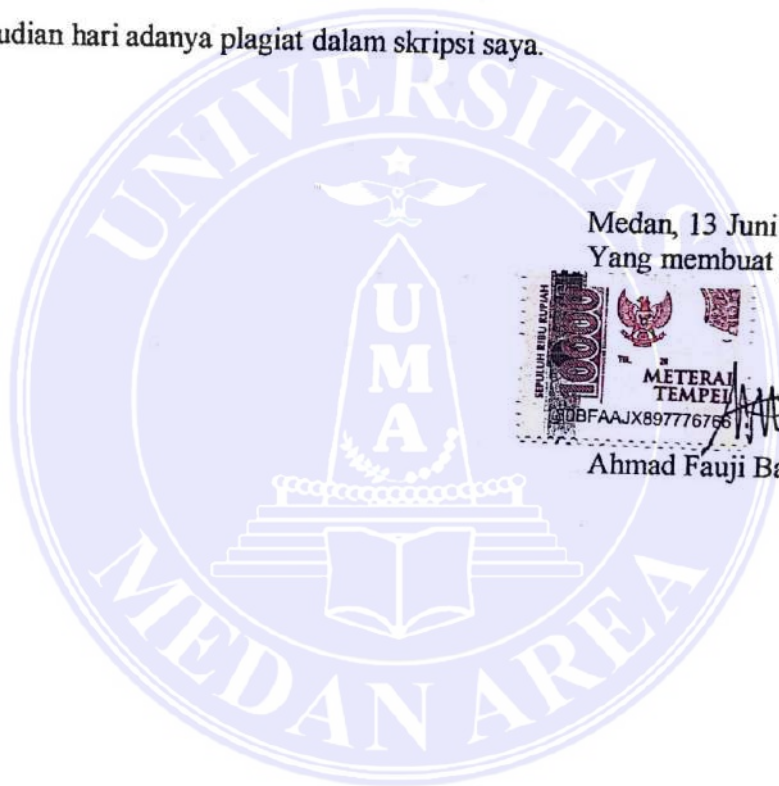 udian hari adanya plagiat dalam skripsi saya.
UNIVERSITAS
Medan, 13 Juni
Yang membuat
SEPULUH RIBU RUPIAH
10000
METERAI
TEMPEL
AAJX897776766
Ahmad Fauji Ba
UMA
MEDAN AREA